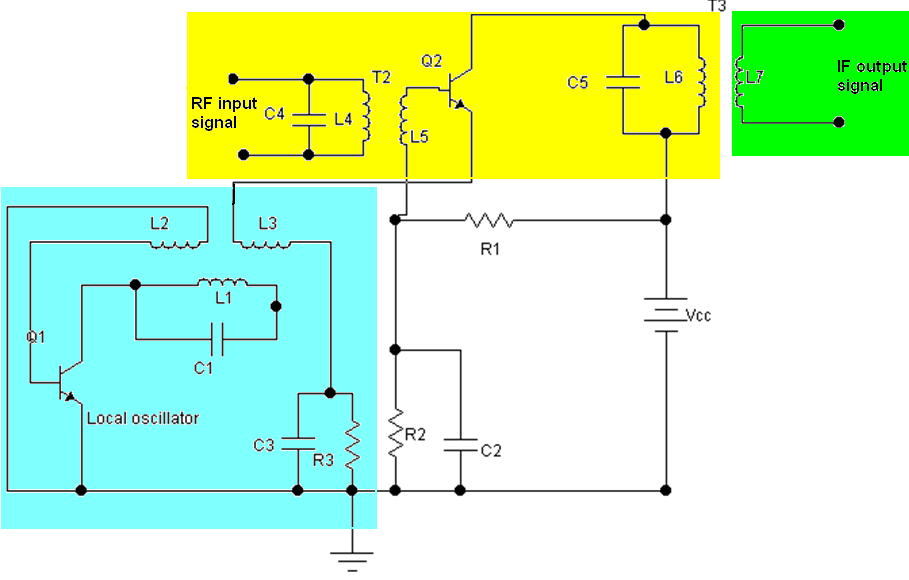 T3
Q2
T2
C5
L6
L7
IF output
signal
RF input
signal
C4
L4
L5
L2
L3
R1
L1
Vcc
Q1
C1
Local oscillator
C3
R3
R2
C2